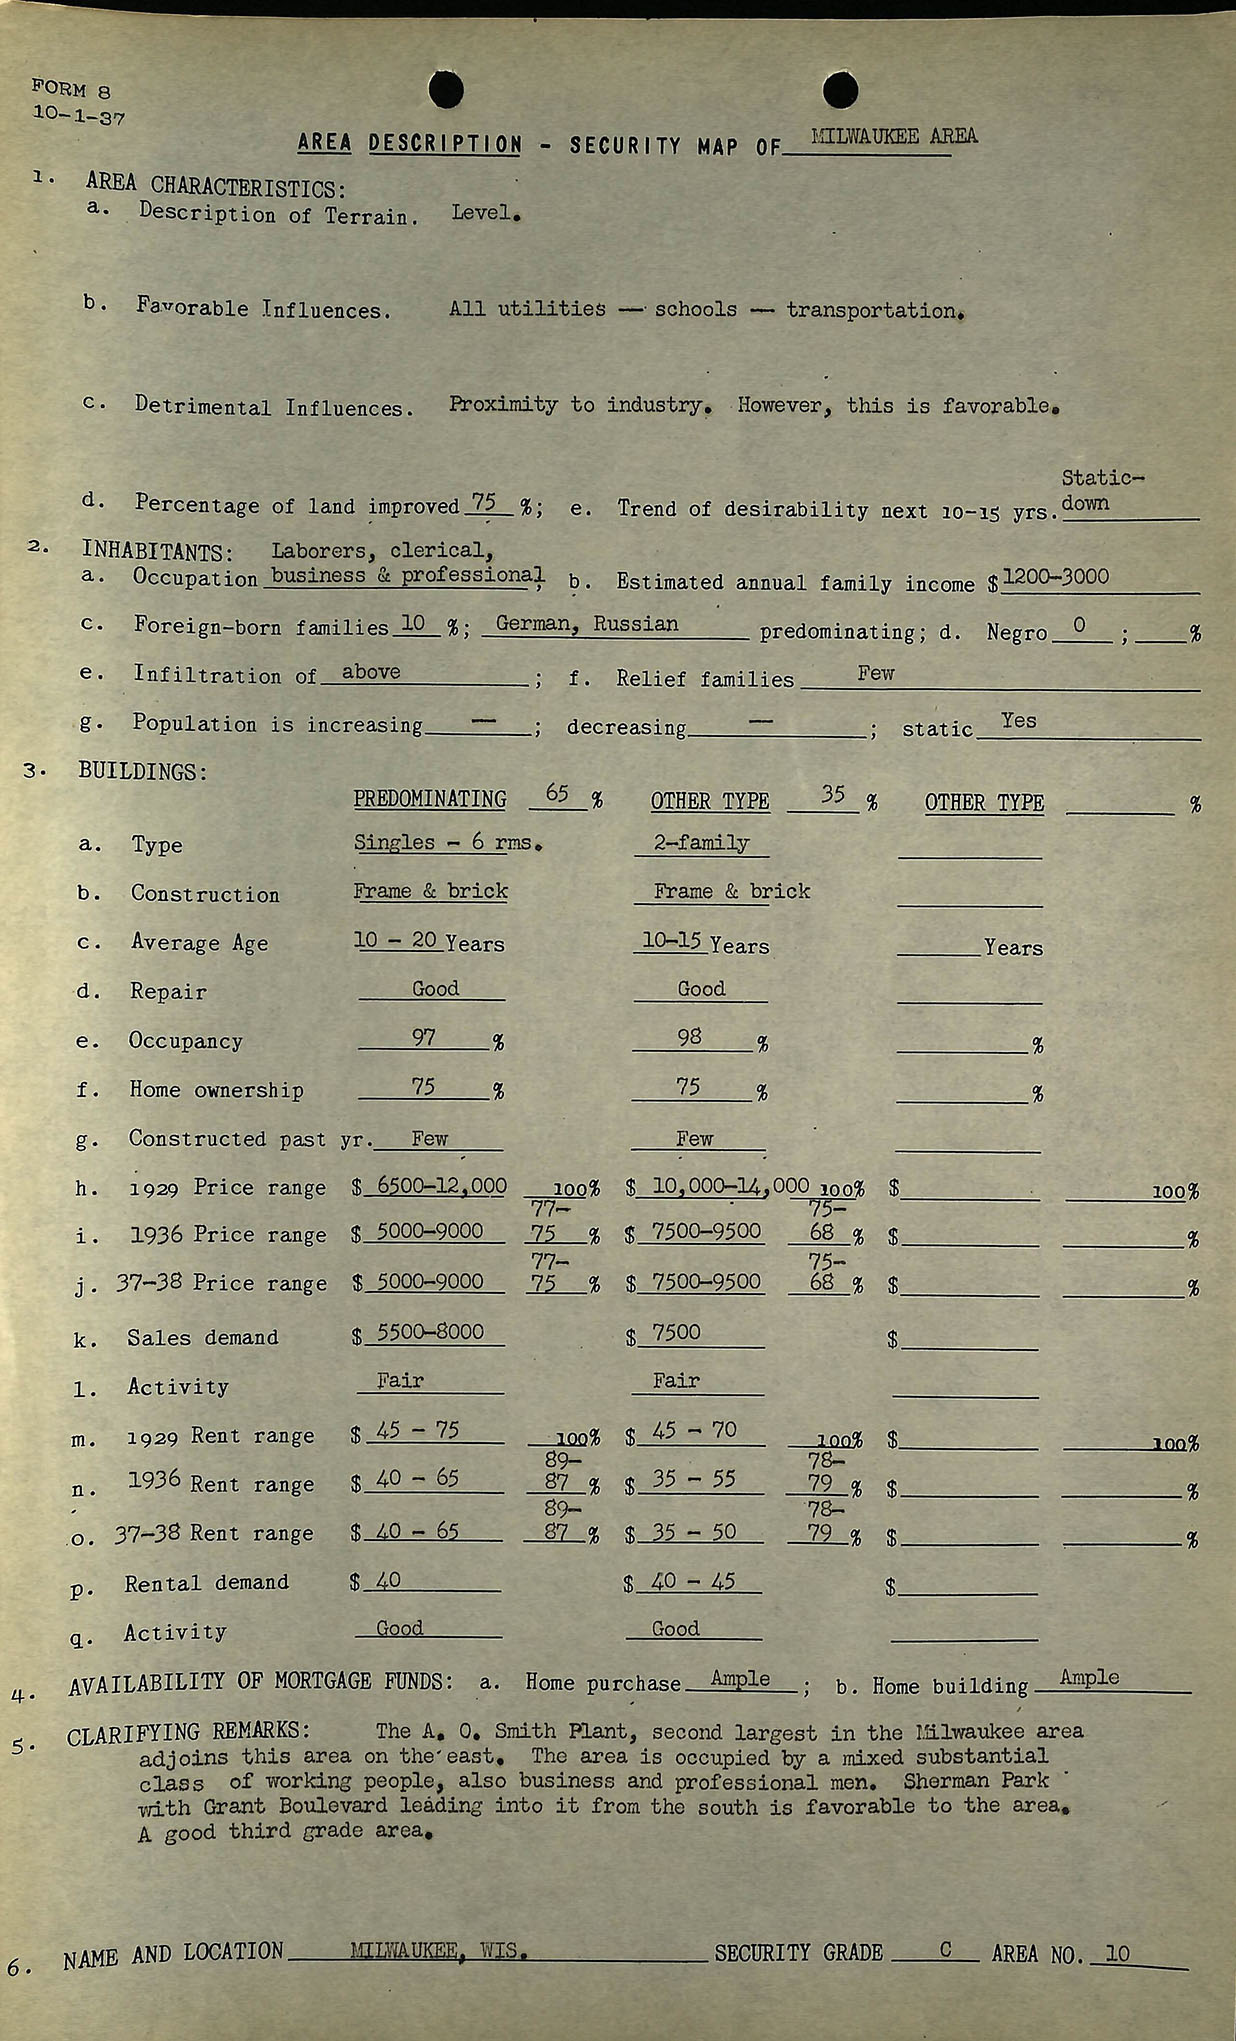 FORM 8
10-1-37
AREA DESCRIPTION - SECURITY MAP OF MILWAUKEE AREA
1. AREA CHARACTERISTICS:
a. Description of Terrain. Level.
b. Favorable Influences. All utilities — schools — transportation.
c. Detrimental Influences. Proximity to industry. However, this is favorable.
Static-
d. Percentage of land improved 75 %; e. Trend of desirability next 10-15 yrs. down
2. INHABITANTS: Laborers, clerical,
a. Occupation business & professional; b. Estimated annual family income $ 1200-3000
c. Foreign-born families 10 %; German, Russian predominating; d. Negro 0 ; %
e. Infiltration of above ; f. Relief families Few
g. Population is increasing — ; decreasing — ; static Yes
3. BUILDINGS:
PREDOMINATING 65 % OTHER TYPE 35 % OTHER TYPE %
a. Type Singles - 6 rms. 2-family
b. Construction Frame & brick Frame & brick
c. Average Age 10 - 20 Years 10-15 Years Years
d. Repair Good Good
e. Occupancy 97 % 98 % %
f. Home ownership 75 % 75 % %
g. Constructed past yr. Few Few
h. 1929 Price range $ 6500-12,000 100% $ 10,000-14,000 100% $ 100%
77- 75-
i. 1936 Price range $ 5000-9000 75 % $ 7500-9500 68 % $ %
77- 75-
j. 37-38 Price range $ 5000-9000 75 % $ 7500-9500 68 % $ %
k. Sales demand $ 5500-8000 $ 7500 $
l. Activity Fair Fair
m. 1929 Rent range $ 45 - 75 100% $ 45 - 70 100% $ 100%
89- 78-
n. 1936 Rent range $ 40 - 65 87 % $ 35 - 55 79 % $ %
89- 78-
o. 37-38 Rent range $ 40 - 65 87 % $ 35 - 50 79 % $ %
p. Rental demand $ 40 $ 40 - 45 $
q. Activity Good Good
4. AVAILABILITY OF MORTGAGE FUNDS: a. Home purchase Ample ; b. Home building Ample
5. CLARIFYING REMARKS: The A. O. Smith Plant, second largest in the Milwaukee area
adjoins this area on the east. The area is occupied by a mixed substantial
class of working people, also business and professional men. Sherman Park
with Grant Boulevard leading into it from the south is favorable to the area.
A good third grade area.
6. NAME AND LOCATION MILWAUKEE, WIS. SECURITY GRADE C AREA NO. 10